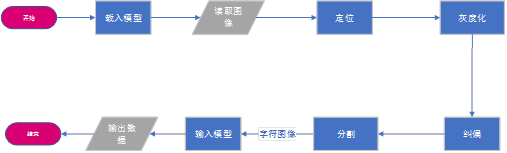 开始
载入模型
读取图
像
定位
灰度化
纠偏
分割
字符图像
输入模型
输出数
据
结束